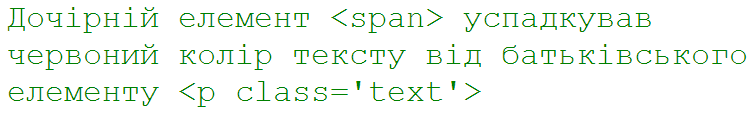 Дочірній елемент <span> успадкував
червоний колір тексту від батьківського
елементу <p class='text'>